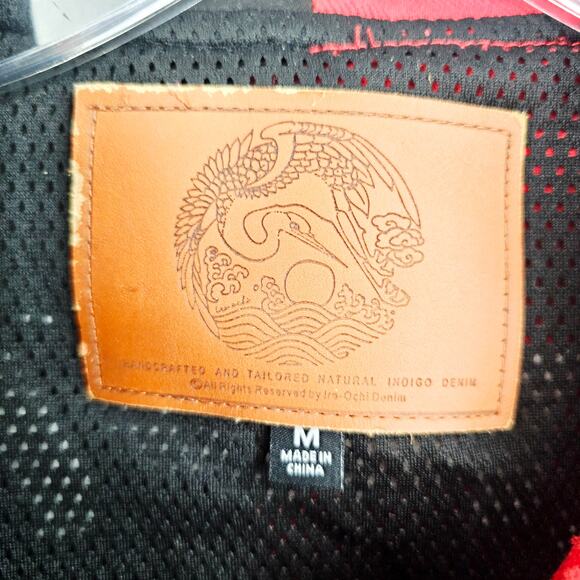 HANDCRAFTED AND TAILORED NATURAL INDIGO DENIM
©All Rights Reserved by Iro-Ochi Denim
M
MADE IN
CHINA